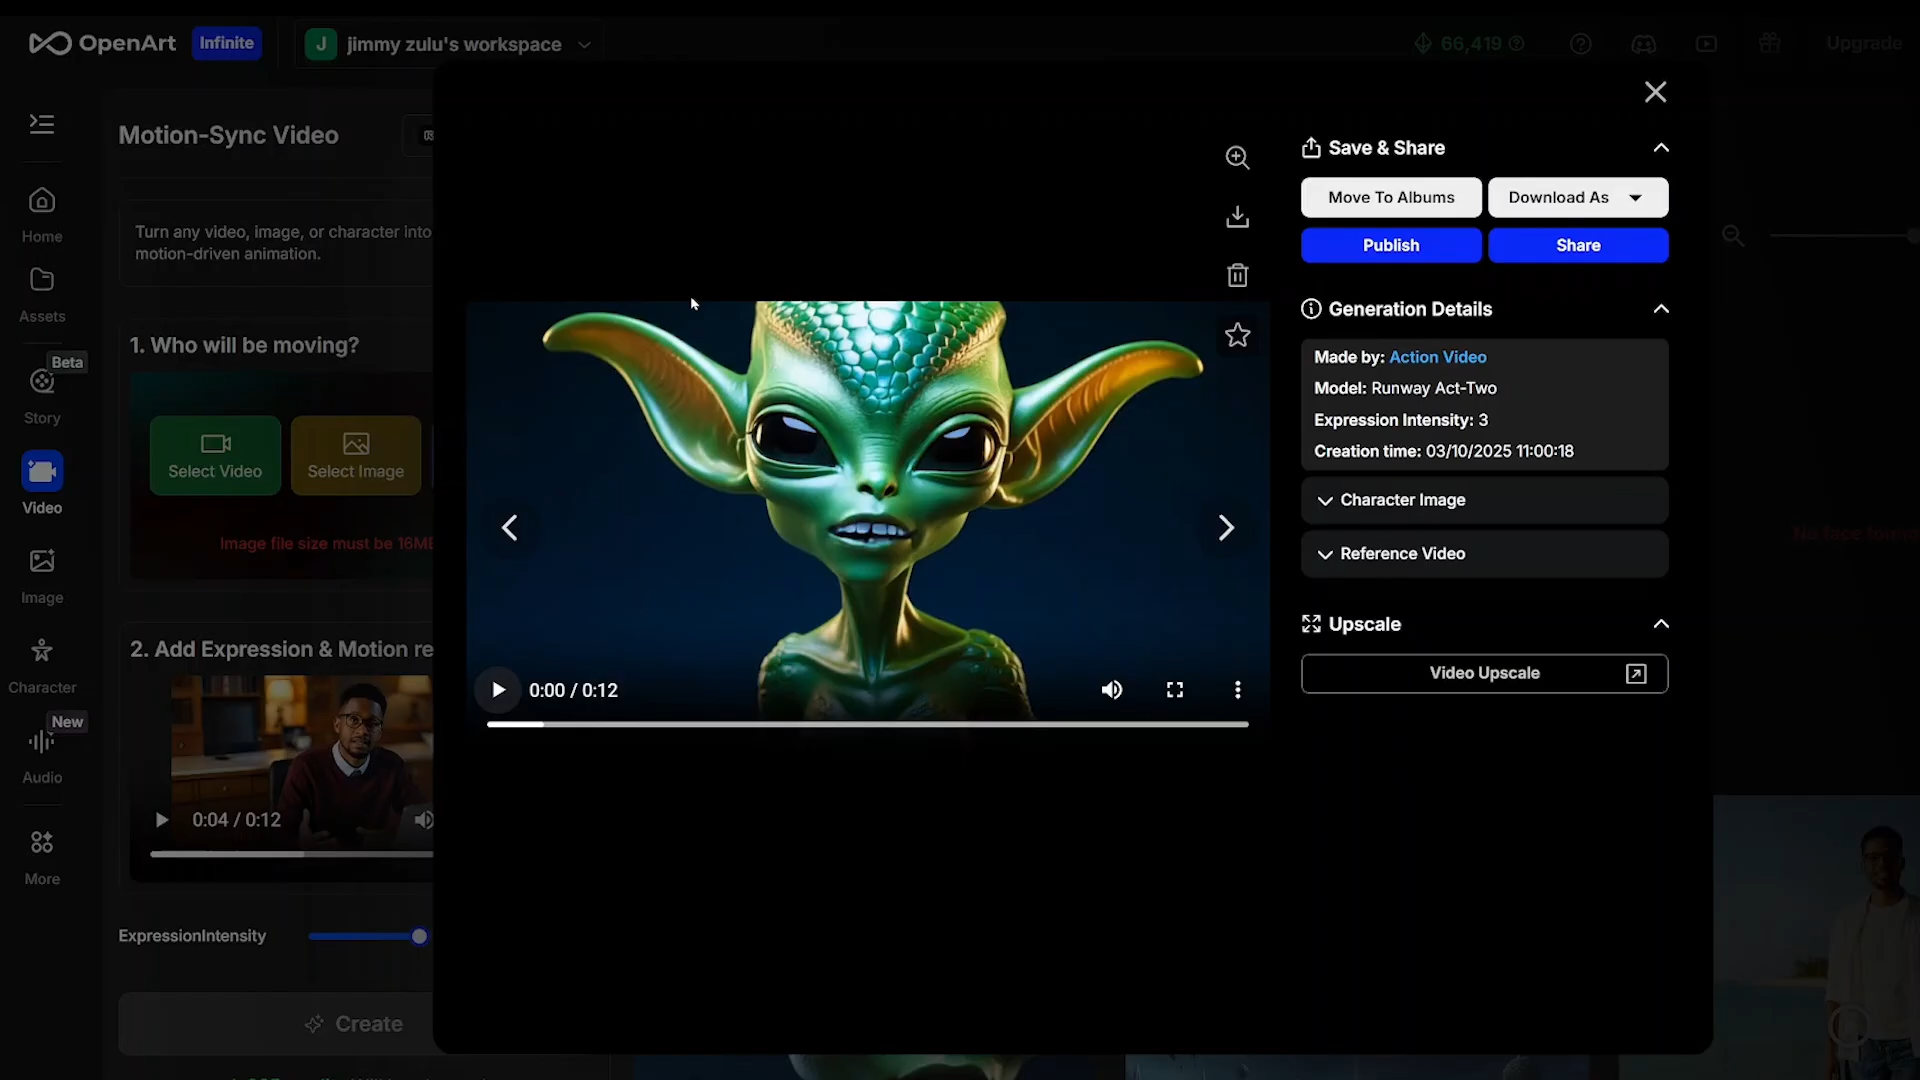 OpenArt
Infinite
J
jimmy zulu's workspace
66,419
Upgrade
Motion-Sync Video
Turn any video, image, or character into
motion-driven animation.
Home
Assets
Beta
Story
Video
Image
Character
New
Audio
More
1. Who will be moving?
Select Video
Select Image
Image file size must be 16MB
2. Add Expression & Motion re
0:04 / 0:12
ExpressionIntensity
Create
0:00 / 0:12
Save & Share
Move To Albums
Download As
Publish
Share
Generation Details
Made by: Action Video
Model: Runway Act-Two
Expression Intensity: 3
Creation time: 03/10/2025 11:00:18
Character Image
Reference Video
Upscale
Video Upscale
No face foun